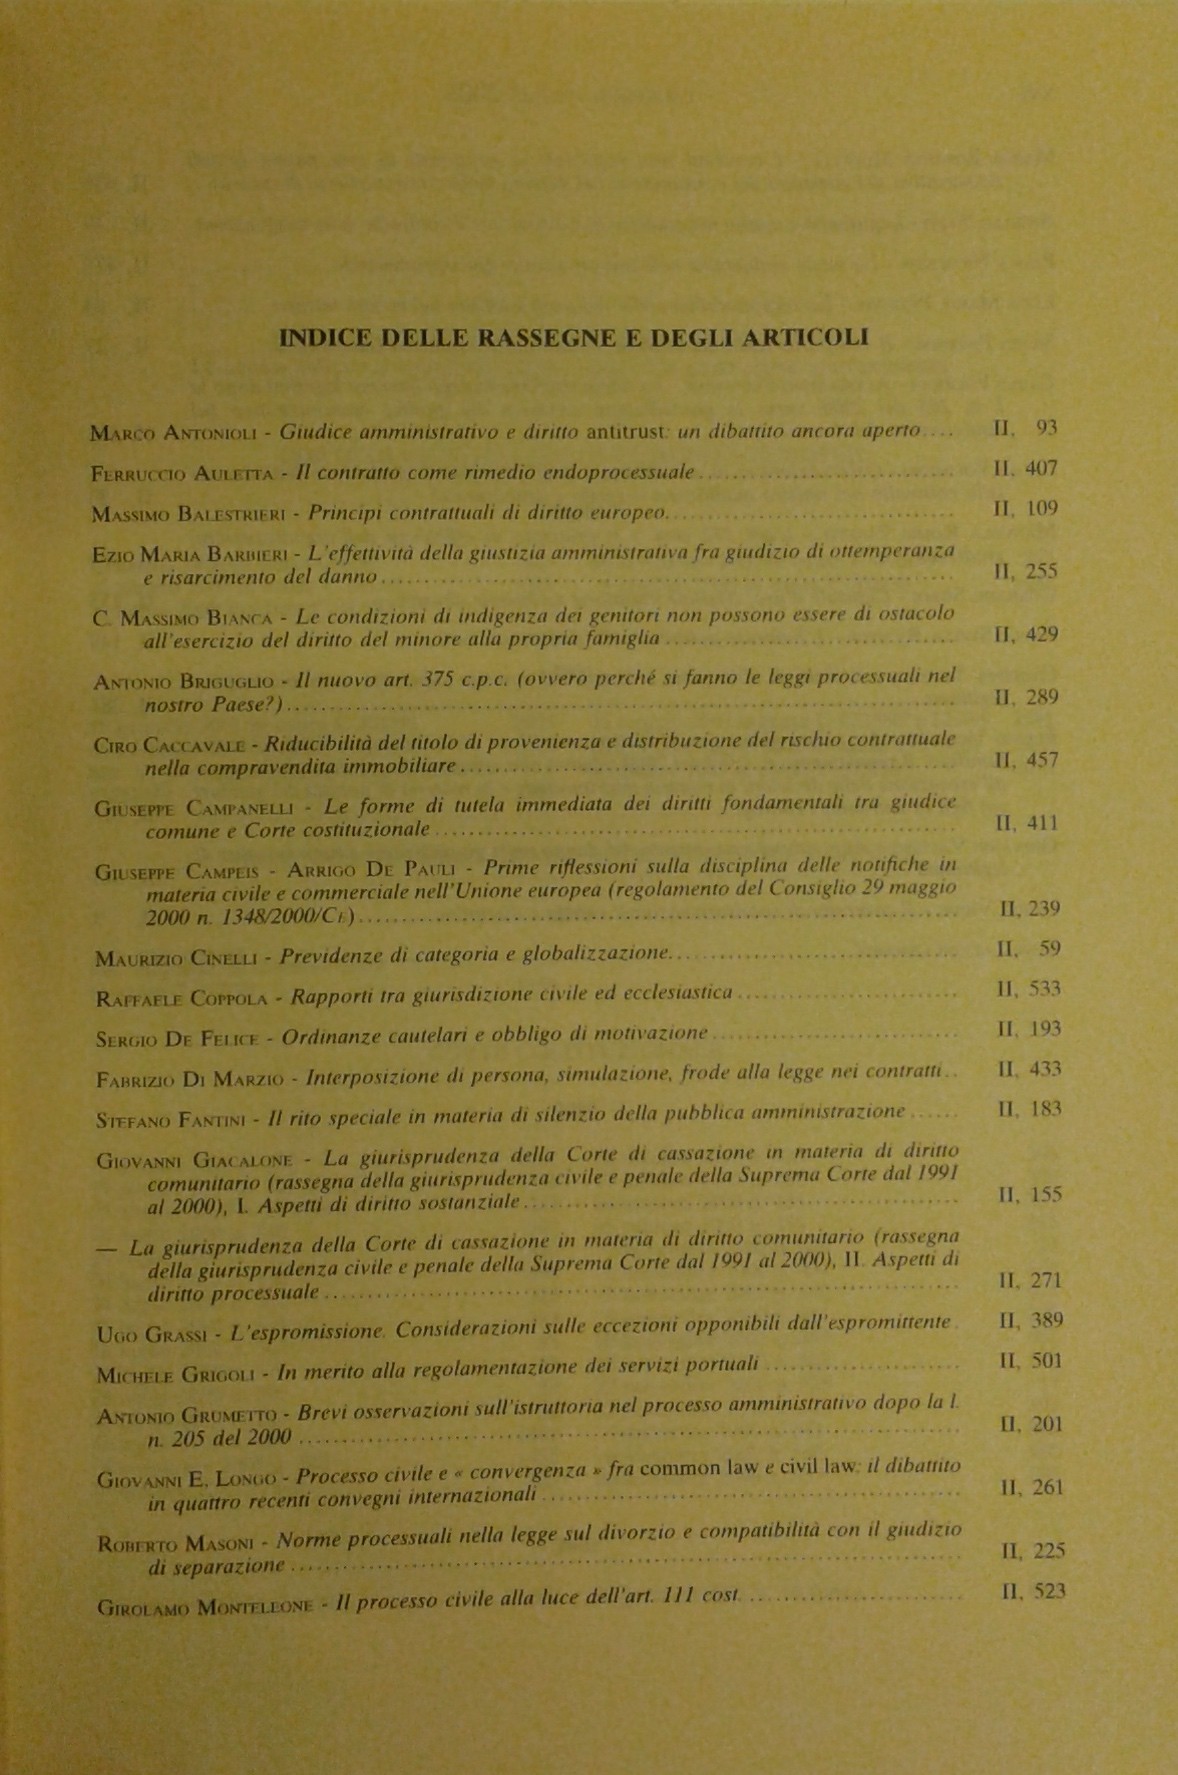 INDICE DELLE RASSEGNE E DEGLI ARTICOLI
MARCO ANTONIOLI - Giudice amministrativo e diritto antitrust: un dibattito ancora aperto .... II, 93
FERRUCCIO AULETTA - Il contratto come rimedio endoprocessuale .... II, 407
MASSIMO BALESTRIERI - Principi contrattuali di diritto europeo .... II, 109
EZIO MARIA BARBIERI - L'effettività della giustizia amministrativa fra giudizio di ottemperanza
e risarcimento del danno .... II, 255
C. MASSIMO BIANCA - Le condizioni di indigenza dei genitori non possono essere di ostacolo
all'esercizio del diritto del minore alla propria famiglia .... II, 429
ANTONIO BRIGUGLIO - Il nuovo art. 375 c.p.c. (ovvero perché si fanno le leggi processuali nel
nostro Paese?) .... II, 289
CIRO CACCAVALE - Riducibilità del titolo di provenienza e distribuzione del rischio contrattuale
nella compravendita immobiliare .... II, 457
GIUSEPPE CAMPANELLI - Le forme di tutela immediata dei diritti fondamentali tra giudice
comune e Corte costituzionale .... II, 411
GIUSEPPE CAMPEIS - ARRIGO DE PAULI - Prime riflessioni sulla disciplina delle notifiche in
materia civile e commerciale nell'Unione europea (regolamento del Consiglio 29 maggio
2000 n. 1348/2000/CE) .... II, 239
MAURIZIO CINELLI - Previdenze di categoria e globalizzazione .... II, 59
RAFFAELE COPPOLA - Rapporti tra giurisdizione civile ed ecclesiastica .... II, 533
SERGIO DE FELICE - Ordinanze cautelari e obbligo di motivazione .... II, 193
FABRIZIO DI MARZIO - Interposizione di persona, simulazione, frode alla legge nei contratti .. II, 433
STEFANO FANTINI - Il rito speciale in materia di silenzio della pubblica amministrazione .... II, 183
GIOVANNI GIACALONE - La giurisprudenza della Corte di cassazione in materia di diritto
comunitario (rassegna della giurisprudenza civile e penale della Suprema Corte dal 1991
al 2000), I. Aspetti di diritto sostanziale .... II, 155
— La giurisprudenza della Corte di cassazione in materia di diritto comunitario (rassegna
della giurisprudenza civile e penale della Suprema Corte dal 1991 al 2000), II. Aspetti di
diritto processuale .... II, 271
UGO GRASSI - L'espromissione. Considerazioni sulle eccezioni opponibili dall'espromittente II, 389
MICHELE GRIGOLI - In merito alla regolamentazione dei servizi portuali .... II, 501
ANTONIO GRUMETTO - Brevi osservazioni sull'istruttoria nel processo amministrativo dopo la l.
n. 205 del 2000 .... II, 201
GIOVANNI E. LONGO - Processo civile e « convergenza » fra common law e civil law: il dibattito
in quattro recenti convegni internazionali .... II, 261
ROBERTO MASONI - Norme processuali nella legge sul divorzio e compatibilità con il giudizio
di separazione .... II, 225
GIROLAMO MONTELEONE - Il processo civile alla luce dell'art. 111 cost. .... II, 523